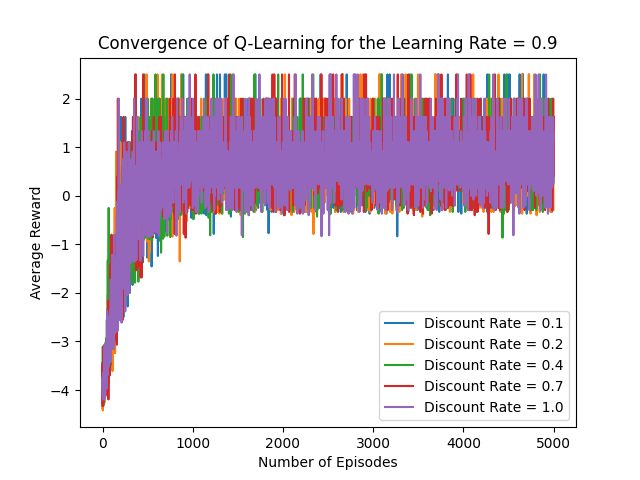 Convergence of Q-Learning for the Learning Rate = 0.9
Average Reward
2
1
0
−1
−2
−3
−4
Discount Rate = 0.1
Discount Rate = 0.2
Discount Rate = 0.4
Discount Rate = 0.7
Discount Rate = 1.0
0 1000 2000 3000 4000 5000
Number of Episodes